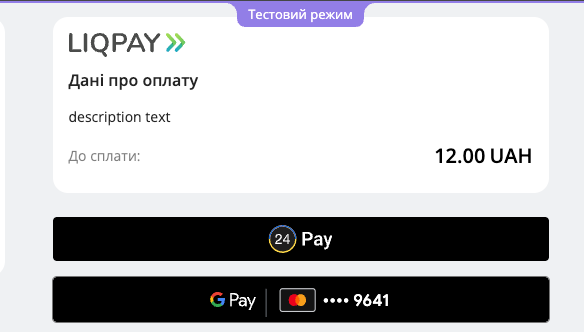 Тестовий режим
LIQPAY
Дані про оплату
description text
До сплати: 12.00 UAH
24 Pay
G Pay •••• 9641